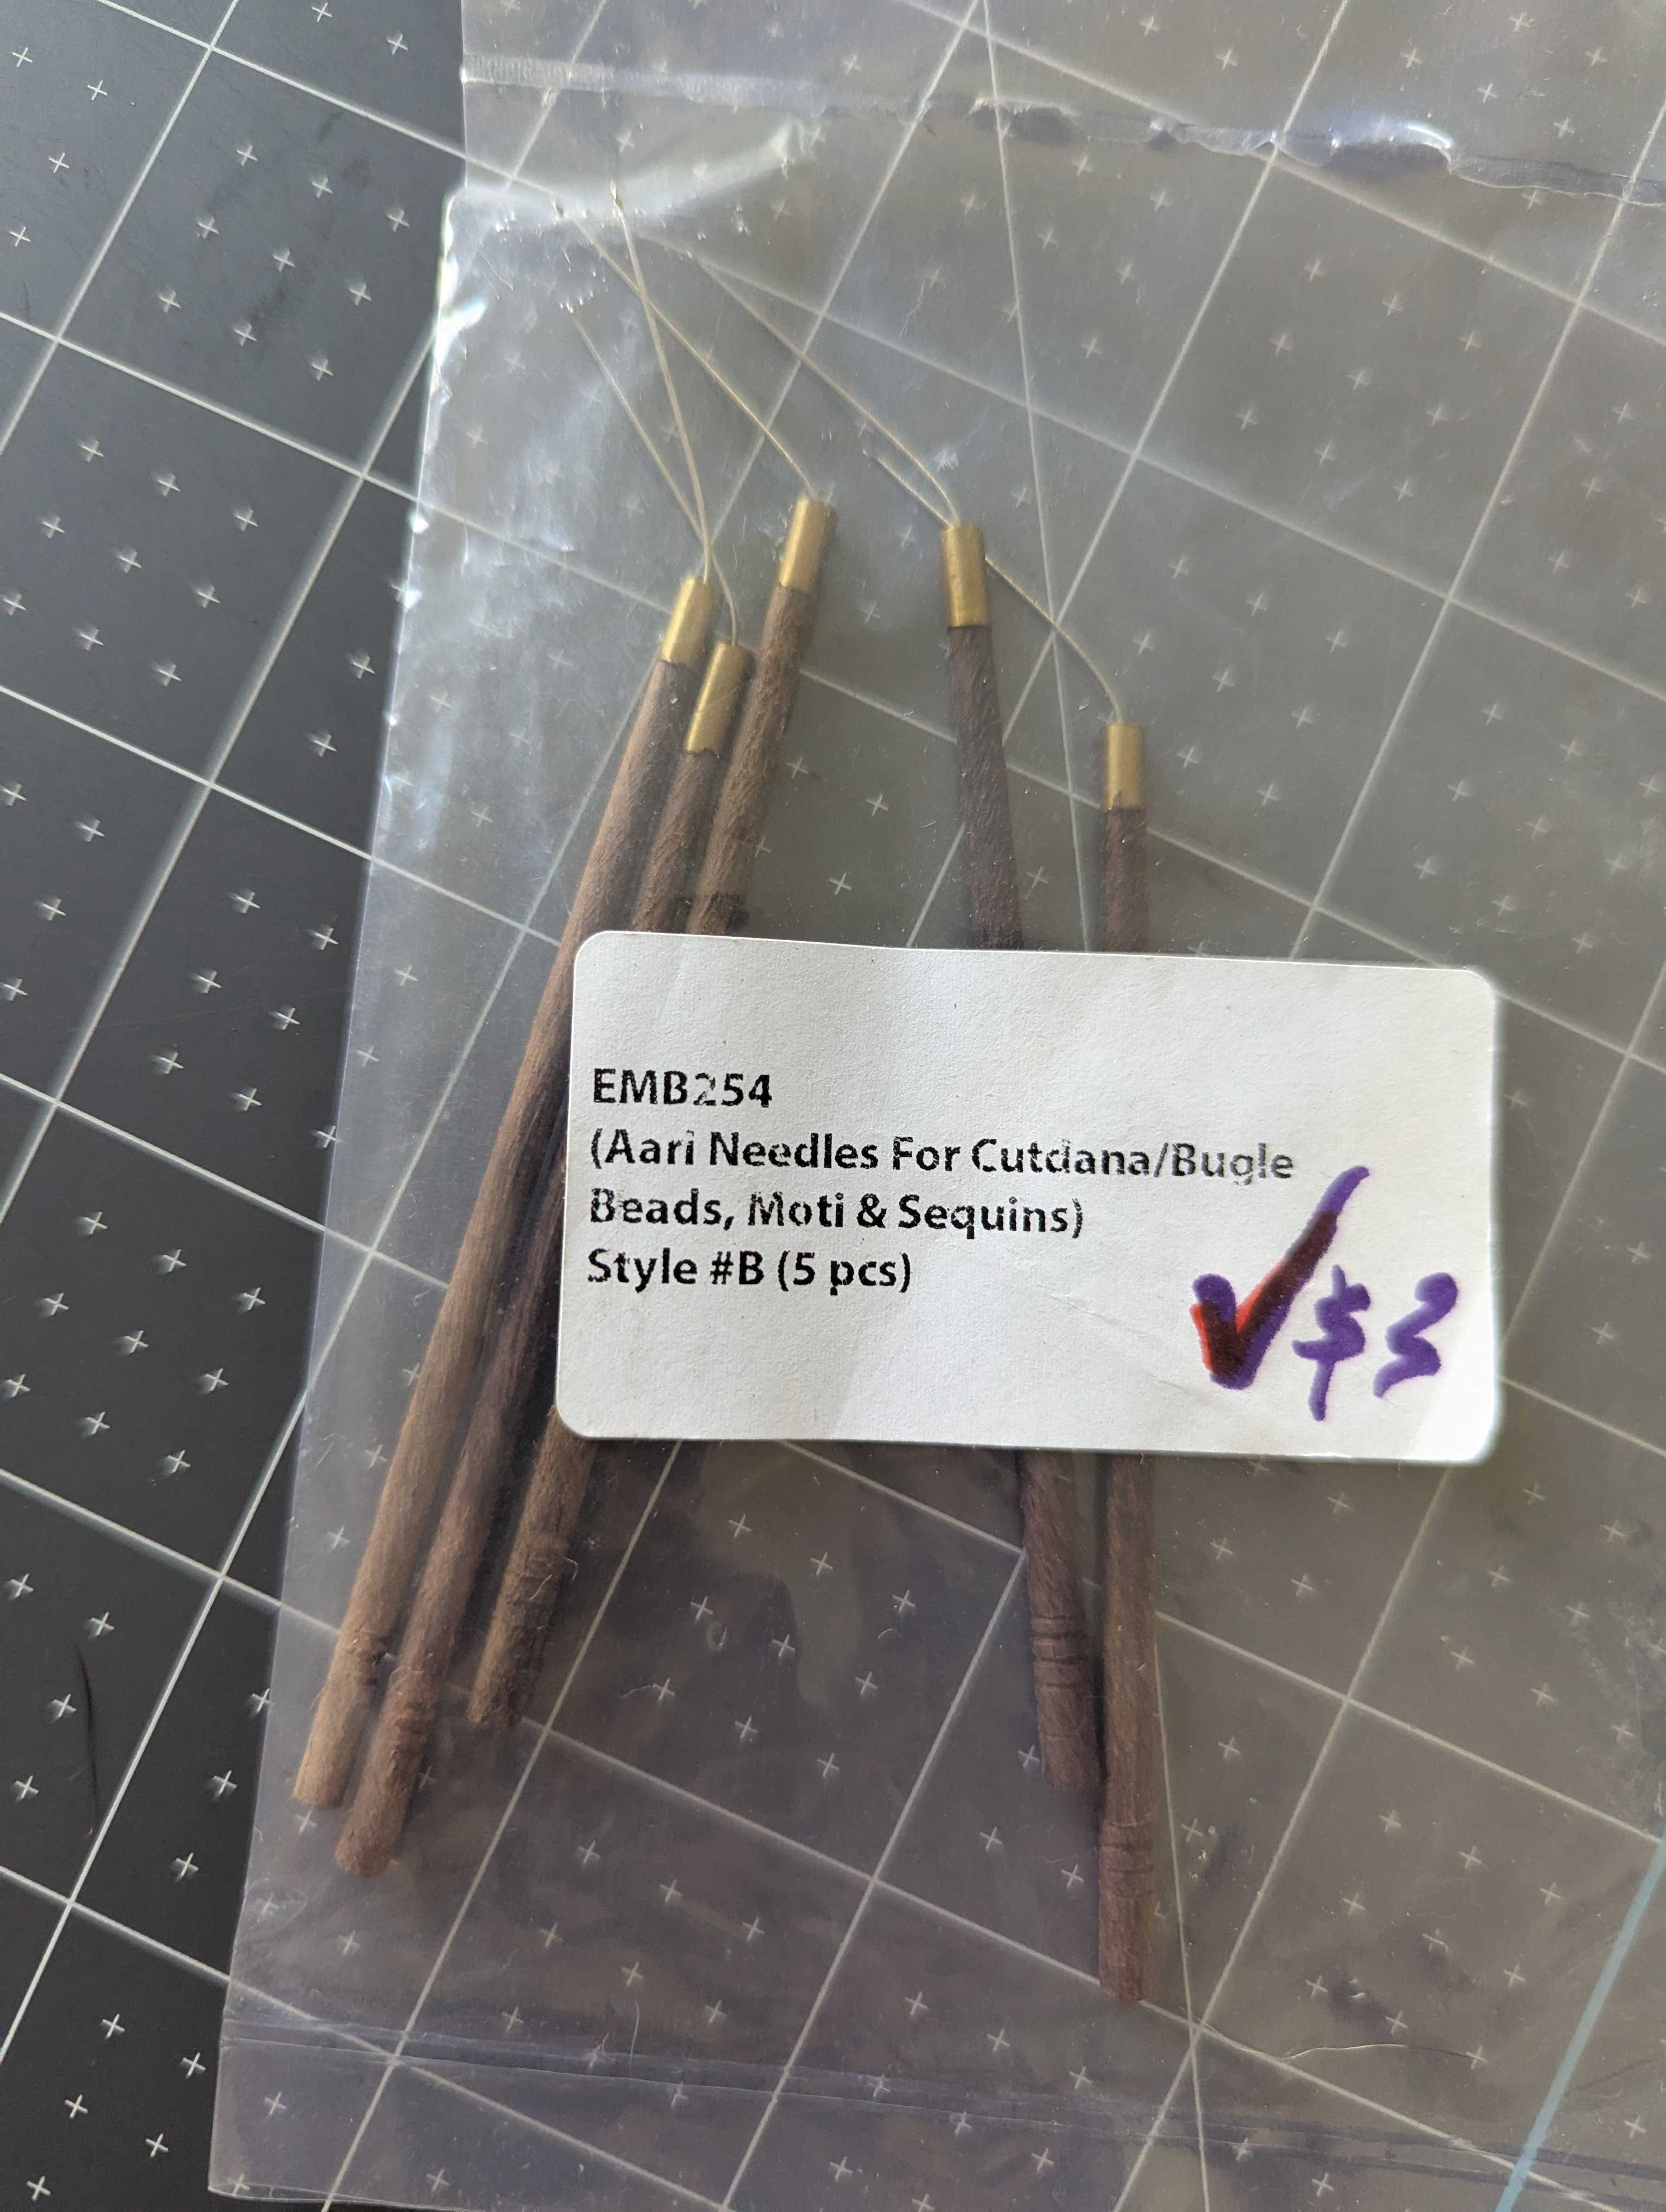 EMB254
(Aari Needles For Cutdana/Bugle
Beads, Moti & Sequins)
Style #B (5 pcs)
✓$3